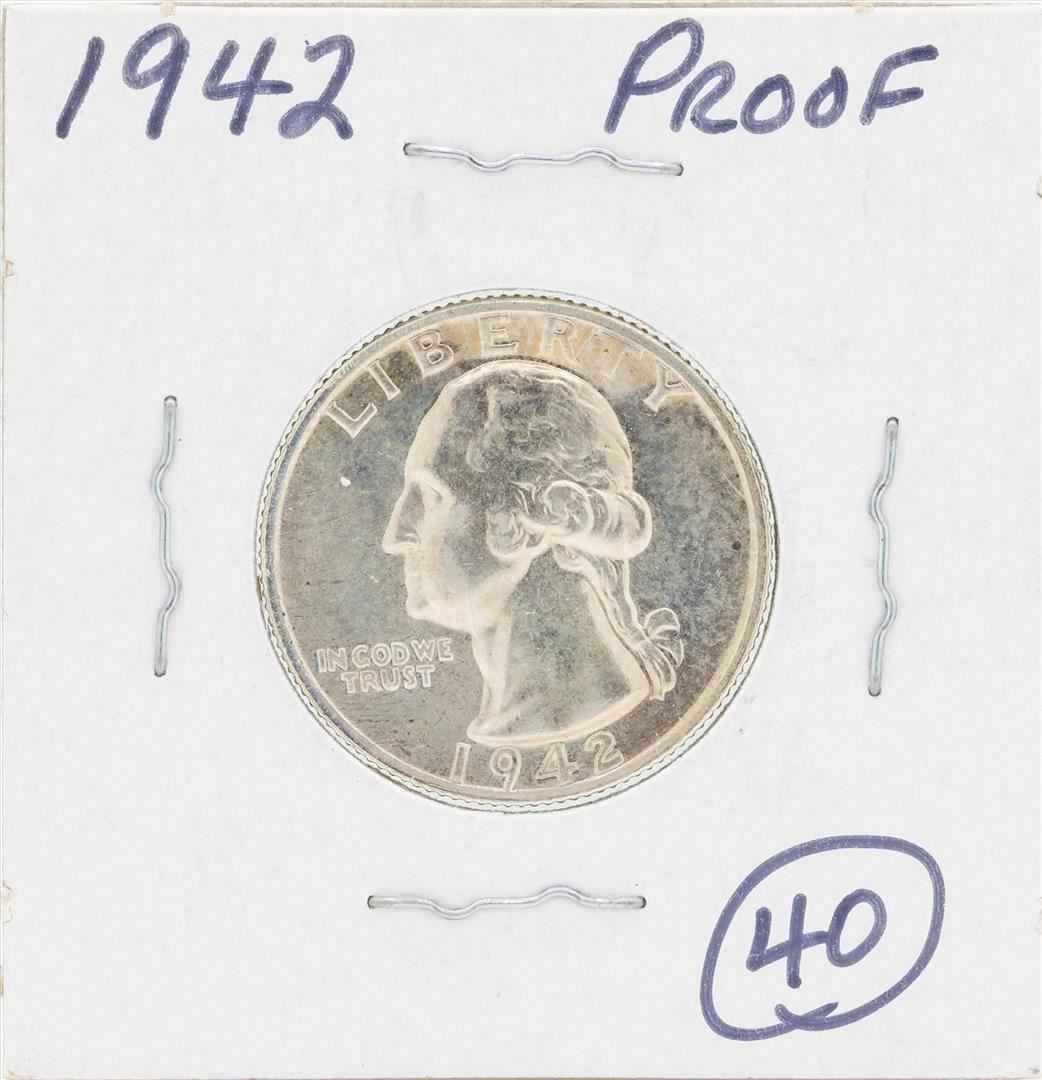 1942 PROOF
LIBERTY
IN GOD WE
TRUST
1942
40